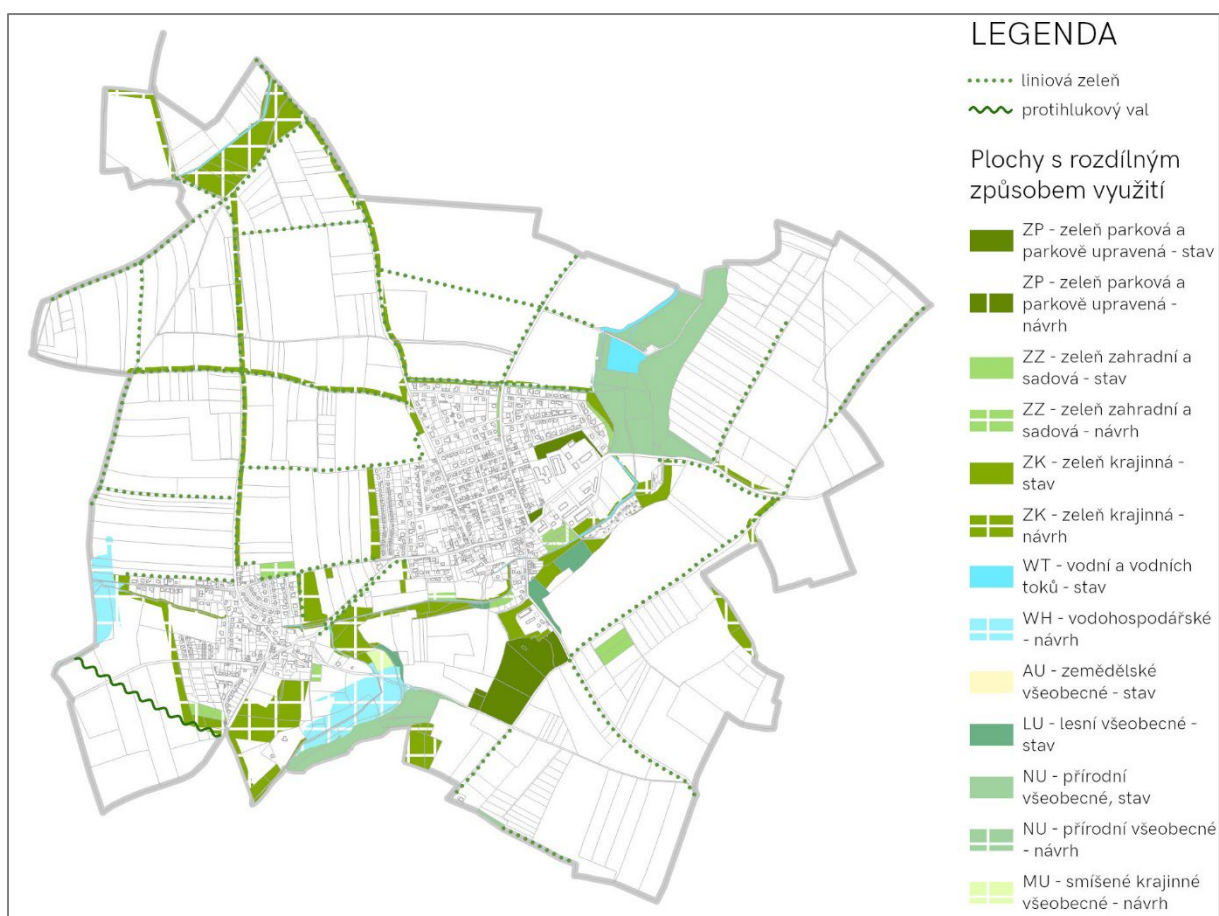 LEGENDA
liniová zeleň
protihlukový val
Plochy s rozdílným
způsobem využití
ZP - zeleň parková a
parkově upravená - stav
ZP - zeleň parková a
parkově upravená -
návrh
ZZ - zeleň zahradní a
sadová - stav
ZZ - zeleň zahradní a
sadová - návrh
ZK - zeleň krajinná -
stav
ZK - zeleň krajinná -
návrh
WT - vodní a vodních
toků - stav
WH - vodohospodářské
- návrh
AU - zemědělské
všeobecné - stav
LU - lesní všeobecné -
stav
NU - přírodní
všeobecné, stav
NU - přírodní všeobecné
- návrh
MU - smíšené krajinné
všeobecné - návrh